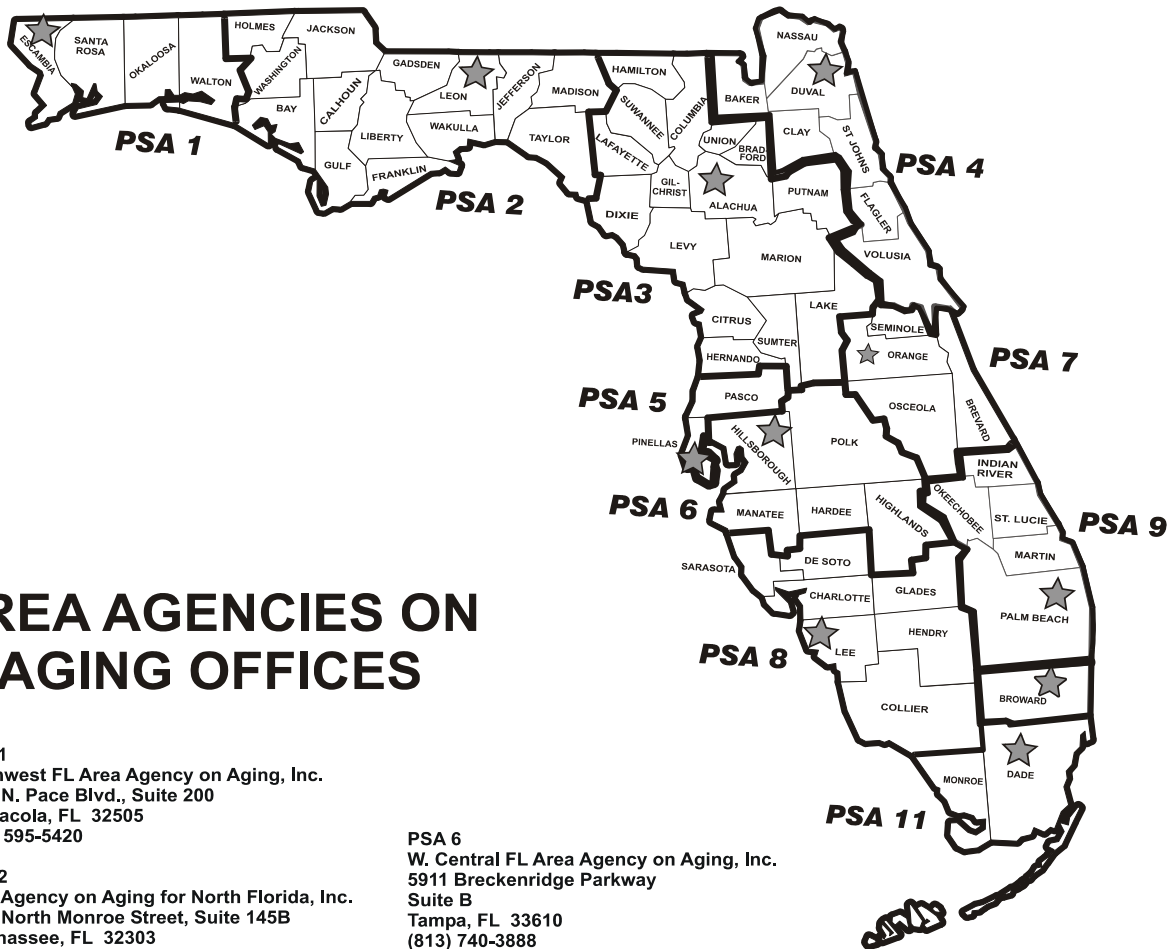 HOLMES
JACKSON
ESCAMBIA
SANTA
ROSA
OKALOOSA
WALTON
WASHINGTON
BAY
CALHOUN
GULF
LIBERTY
GADSDEN
LEON
WAKULLA
FRANKLIN
JEFFERSON
MADISON
TAYLOR
PSA 1
PSA 2
HAMILTON
SUWANNEE
COLUMBIA
LAFAYETTE
BAKER
NASSAU
DUVAL
CLAY
ST JOHNS
UNION
BRAD-
FORD
GIL-
CHRIST
ALACHUA
PUTNAM
FLAGLER
PSA 4
DIXIE
LEVY
MARION
VOLUSIA
PSA3
CITRUS
SUMTER
LAKE
HERNANDO
SEMINOLE
ORANGE
PSA 7
PSA 5
PASCO
OSCEOLA
BREVARD
PINELLAS
HILLSBOROUGH
POLK
INDIAN
RIVER
PSA 6
MANATEE
HARDEE
HIGHLANDS
OKEECHOBEE
ST. LUCIE
PSA 9
MARTIN
SARASOTA
DE SOTO
CHARLOTTE
GLADES
PALM BEACH
PSA 8
LEE
HENDRY
COLLIER
BROWARD
DADE
MONROE
PSA 11
REA AGENCIES ON
AGING OFFICES
1
hwest FL Area Agency on Aging, Inc.
N. Pace Blvd., Suite 200
acola, FL 32505
595-5420
2
Agency on Aging for North Florida, Inc.
North Monroe Street, Suite 145B
hassee, FL 32303
PSA 6
W. Central FL Area Agency on Aging, Inc.
5911 Breckenridge Parkway
Suite B
Tampa, FL 33610
(813) 740-3888